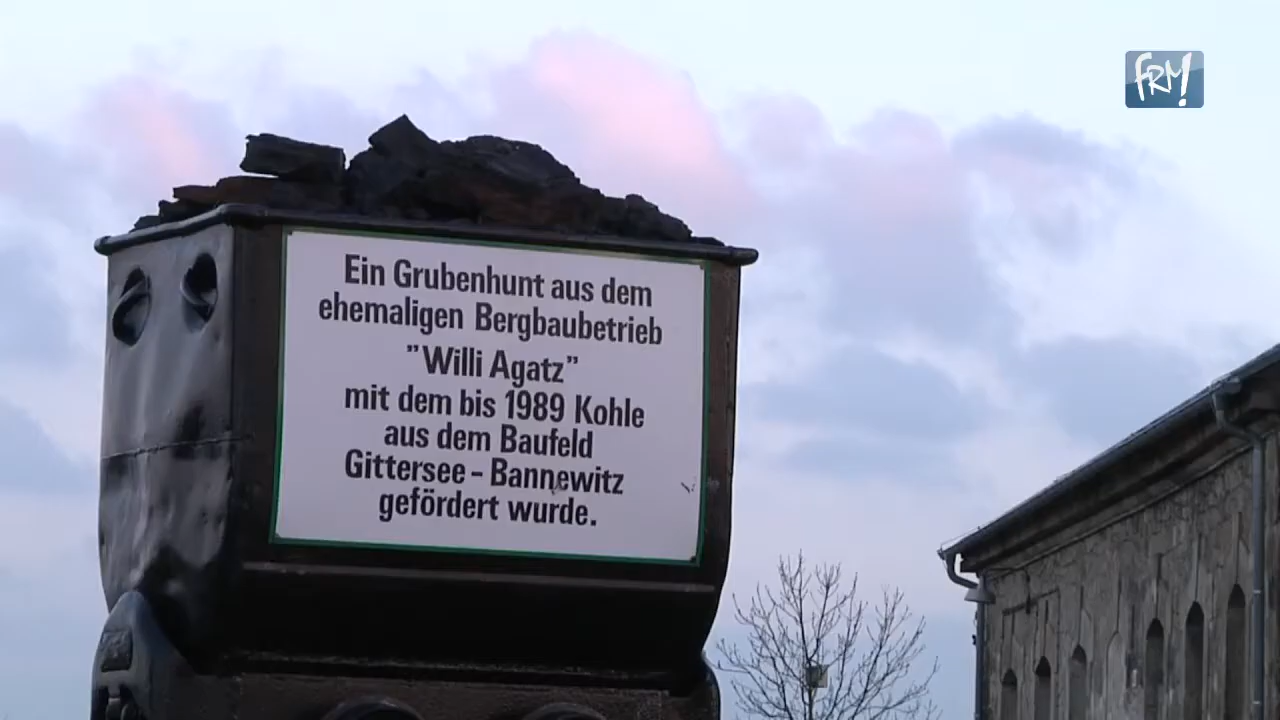 FRM!
Ein Grubenhunt aus dem
ehemaligen Bergbaubetrieb
"Willi Agatz"
mit dem bis 1989 Kohle
aus dem Baufeld
Gittersee - Bannewitz
gefördert wurde.